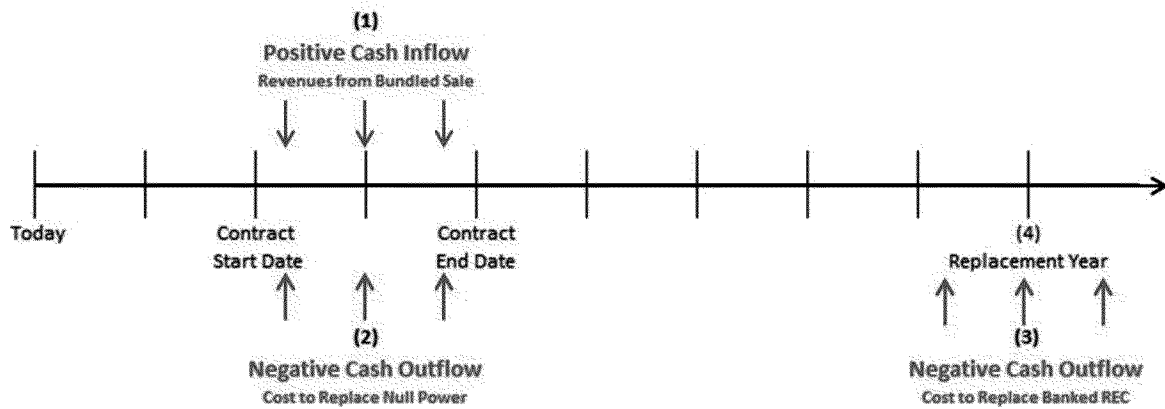 (1)
Positive Cash Inflow
Revenues from Bundled Sale
Today
Contract
Start Date
Contract
End Date
(4)
Replacement Year
(2)
Negative Cash Outflow
Cost to Replace Null Power
(3)
Negative Cash Outflow
Cost to Replace Banked REC